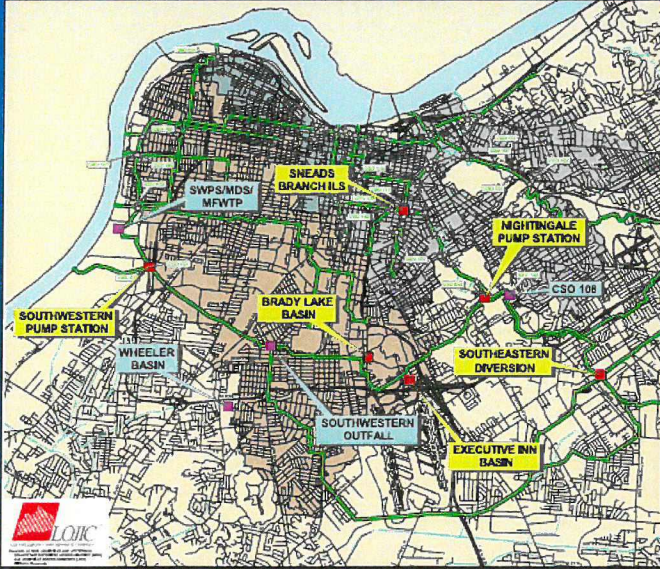 SNEADS
BRANCH ILS
SWPS/MDS/
MFWTP
NIGHTINGALE
PUMP STATION
CSO 108
BRADY LAKE
BASIN
SOUTHWESTERN
PUMP STATION
WHEELER
BASIN
SOUTHEASTERN
DIVERSION
SOUTHWESTERN
OUTFALL
EXECUTIVE INN
BASIN
LOJIC